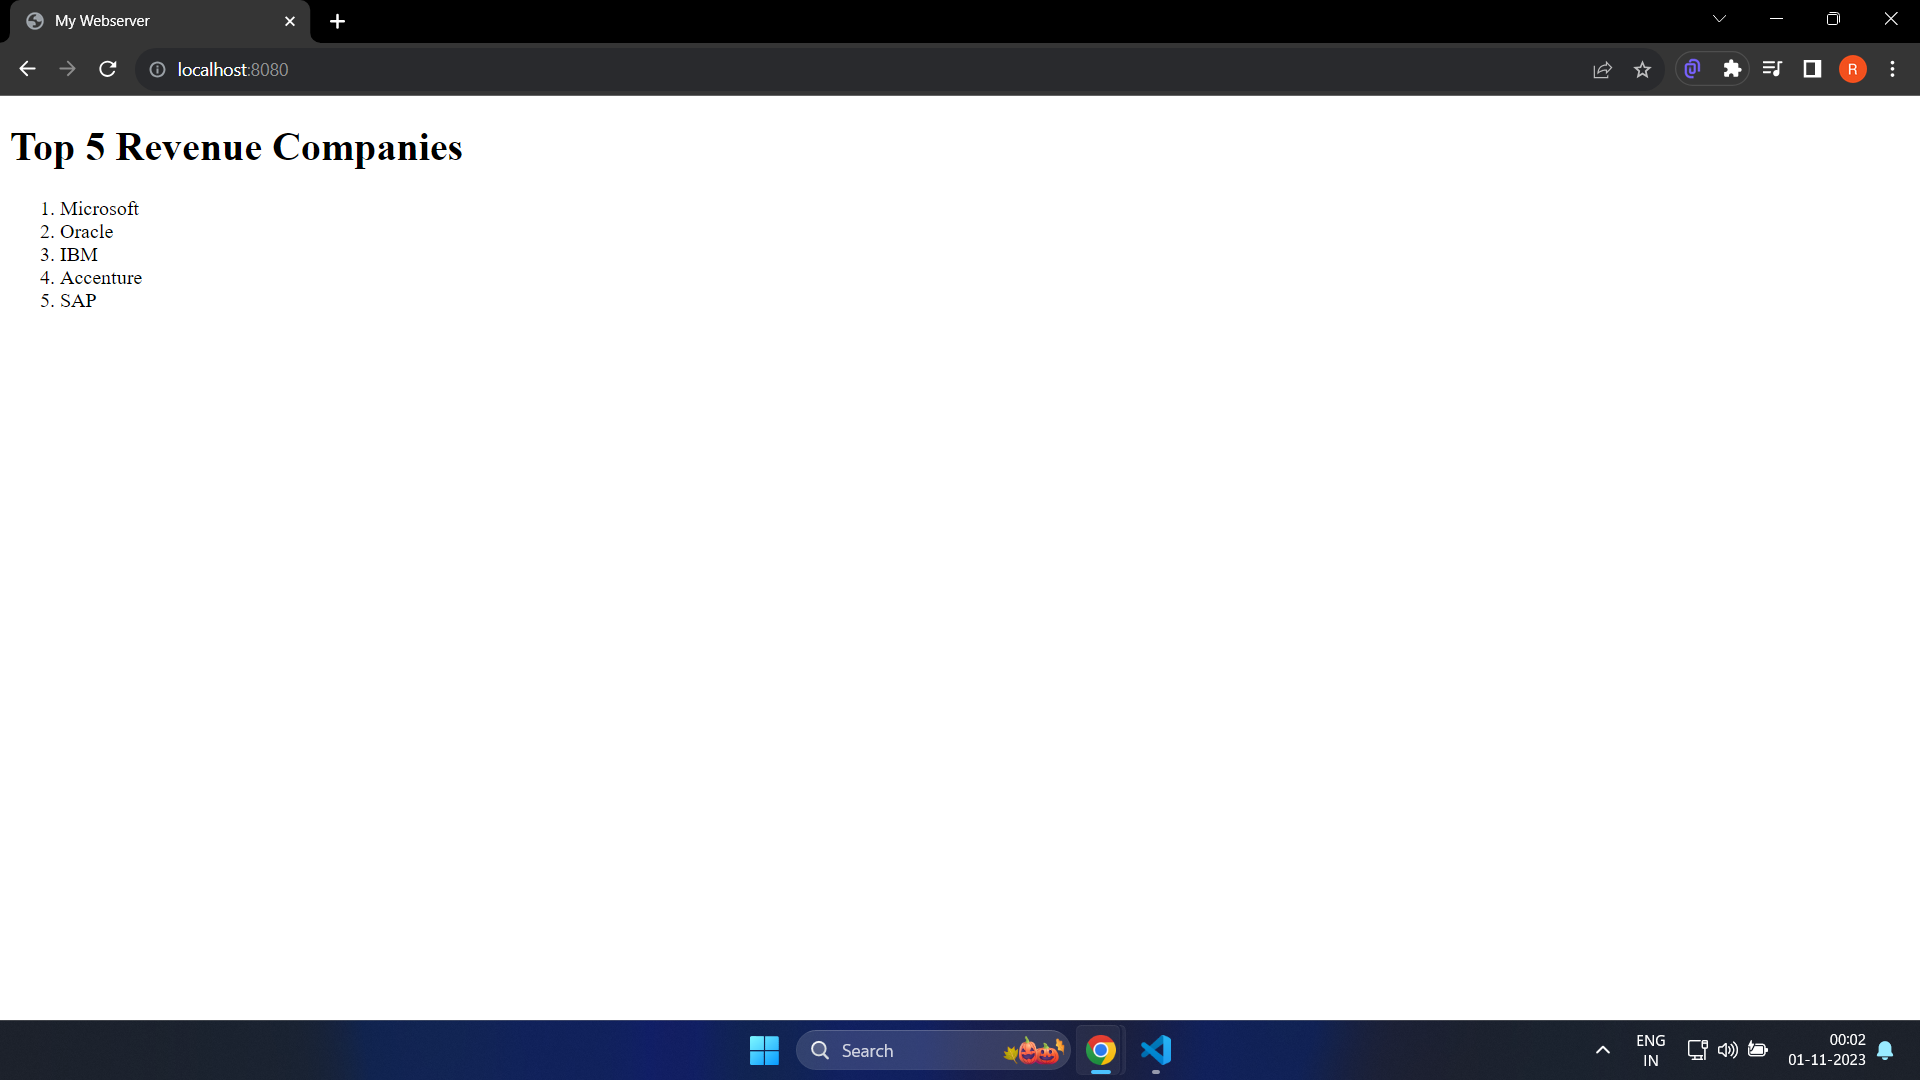 My Webserver
localhost:8080
R
Top 5 Revenue Companies
1. Microsoft
2. Oracle
3. IBM
4. Accenture
5. SAP
Search
ENG
IN
00:02
01-11-2023